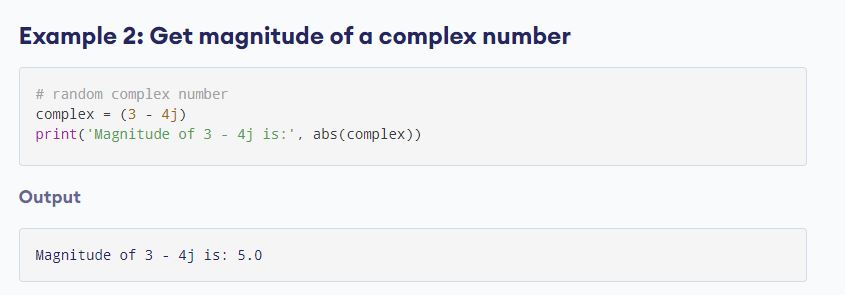 Example 2: Get magnitude of a complex number
# random complex number
complex = (3 - 4j)
print('Magnitude of 3 - 4j is:', abs(complex))
Output
Magnitude of 3 - 4j is: 5.0